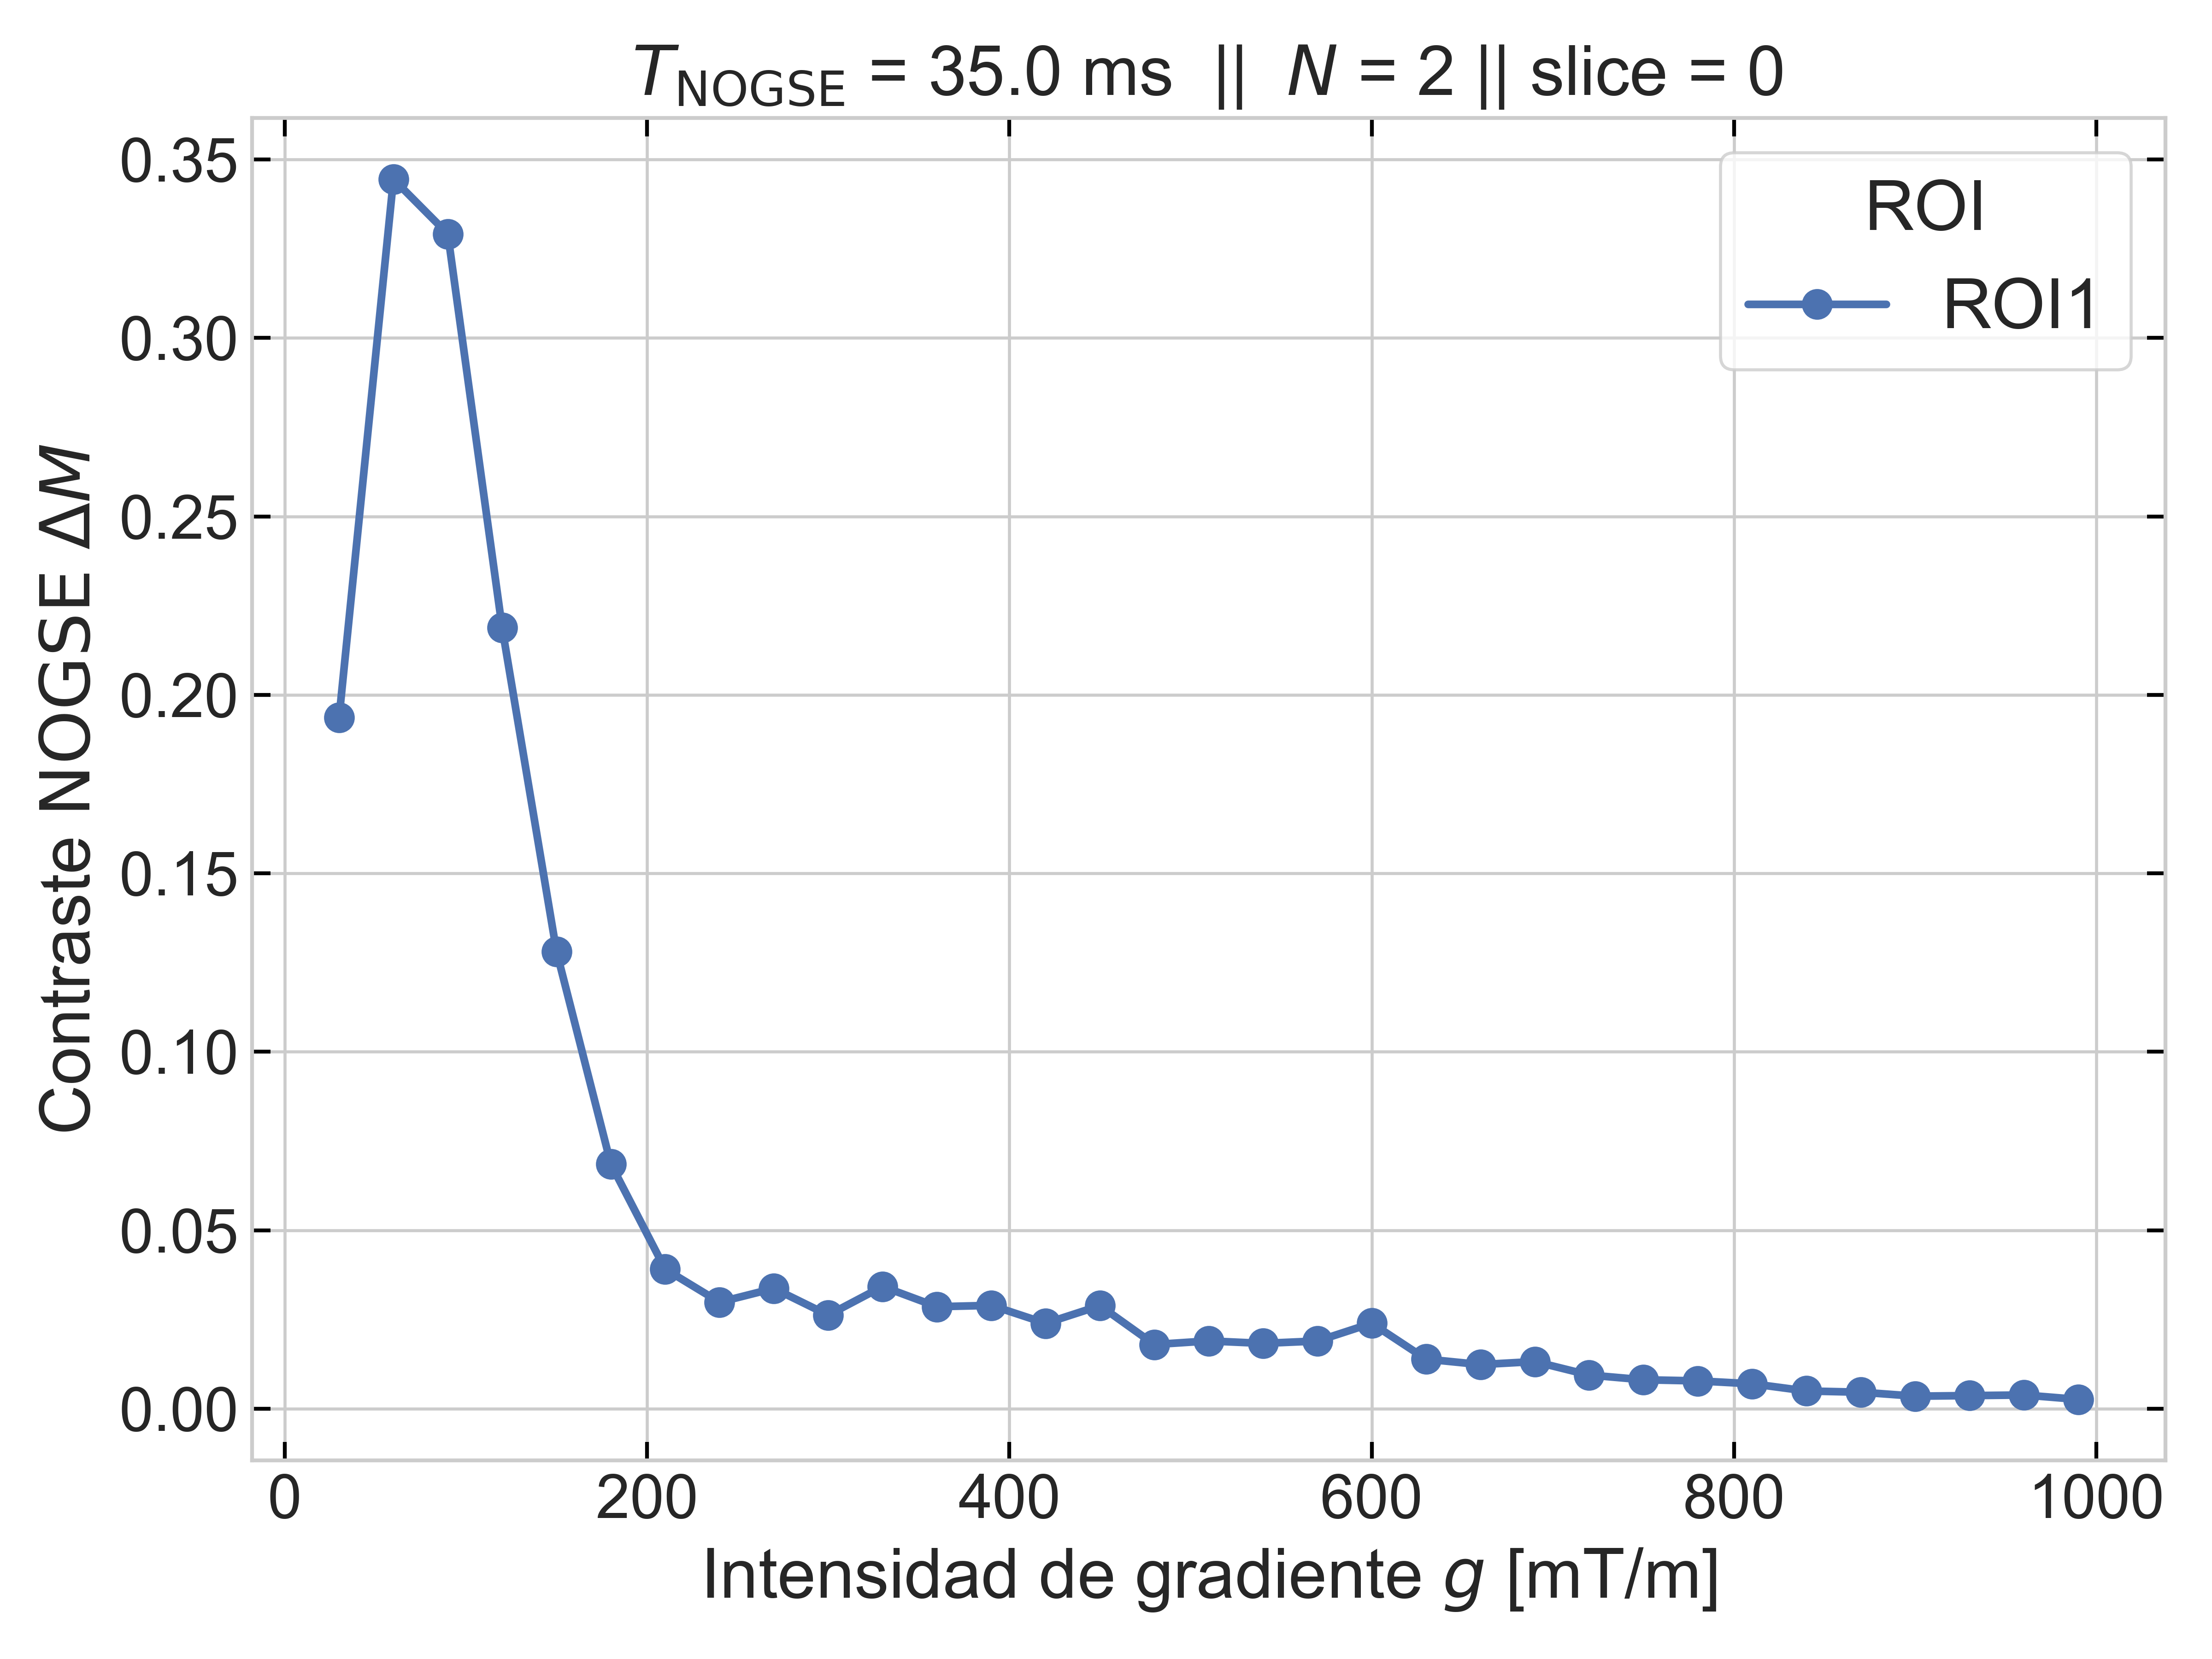 T_NOGSE = 35.0 ms || N = 2 || slice = 0
ROI
ROI1
Contraste NOGSE ΔM
0.35
0.30
0.25
0.20
0.15
0.10
0.05
0.00
0 200 400 600 800 1000
Intensidad de gradiente g [mT/m]